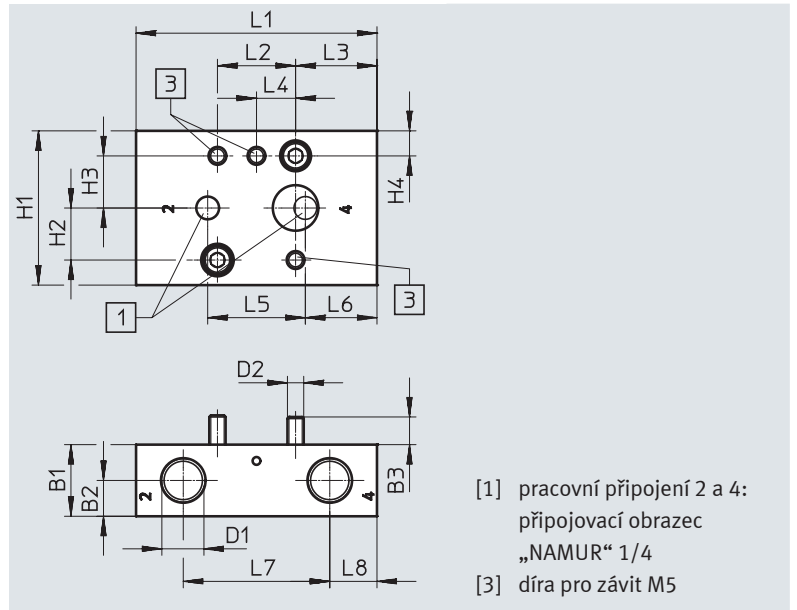 L1
L2
L3
L4
3
H1
H2
H3
H4
2
4
3
1
L5
L6
D2
B1
B2
B3
2
4
D1
L7
L8
[1] pracovní připojení 2 a 4:
připojovací obrazec
„NAMUR“ 1/4
[3] díra pro závit M5